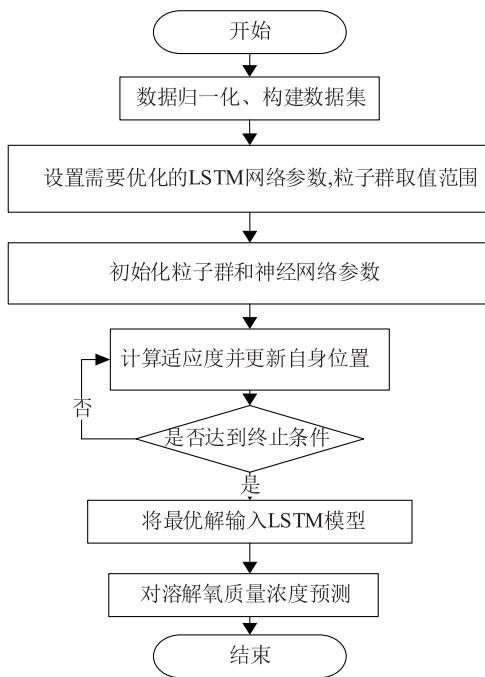 开始
数据归一化、构建数据集
设置需要优化的LSTM网络参数,粒子群取值范围
初始化粒子群和神经网络参数
计算适应度并更新自身位置
否
是否达到终止条件
是
将最优解输入LSTM模型
对溶解氧质量浓度预测
结束